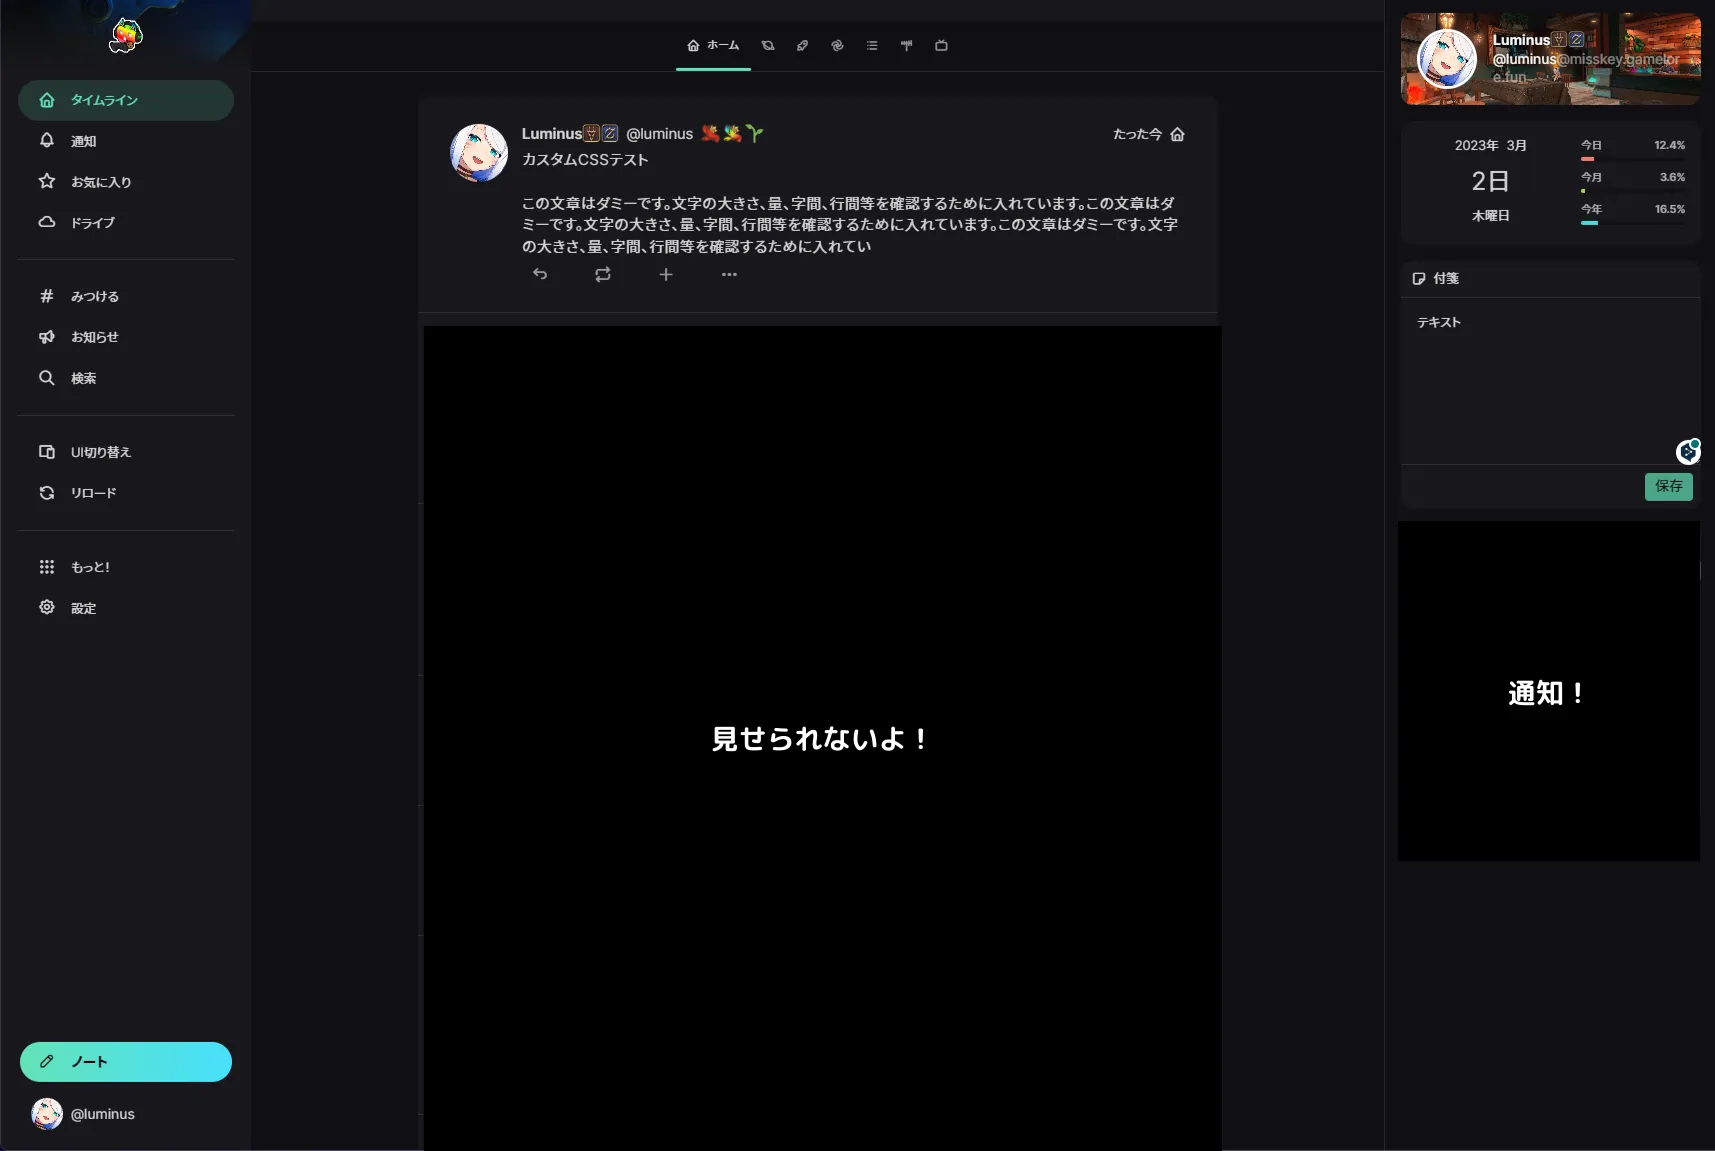 タイムライン
通知
お気に入り
ドライブ
みつける
お知らせ
検索
UI切り替え
リロード
もっと!
設定
ノート
@luminus
ホーム
Luminus @luminus
たった今
カスタムCSSテスト
この文章はダミーです。文字の大きさ、量、字間、行間等を確認するために入れています。この文章はダ
ミーです。文字の大きさ、量、字間、行間等を確認するために入れています。この文章はダミーです。文字
の大きさ、量、字間、行間等を確認するために入れてい
見せられないよ！
Luminus
@luminus@misskey.gamelor
e.fun
2023年 3月
2日
木曜日
今日 12.4%
今月 3.6%
今年 16.5%
付箋
テキスト
保存
通知！